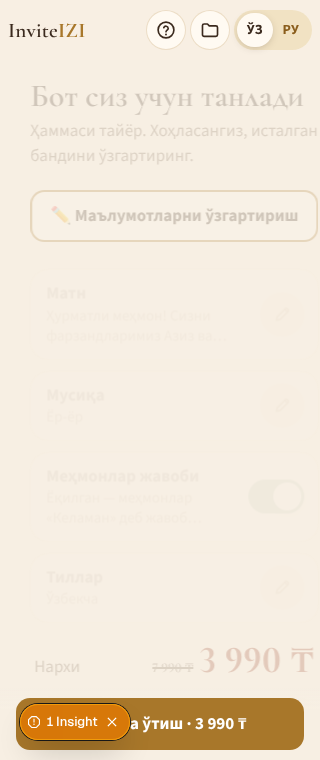 InviteIZI
ЎЗ
РУ
Бот сиз учун танлади
Ҳаммаси тайёр. Хоҳласангиз, исталган
бандини ўзгартиринг.
✏️ Маълумотларни ўзгартириш
Матн
Мусиқа
Меҳмонлар жавоби
Тиллар
Нархи
7 990 ₸
3 990 ₸
1 Insight
а ўтиш · 3 990 ₸